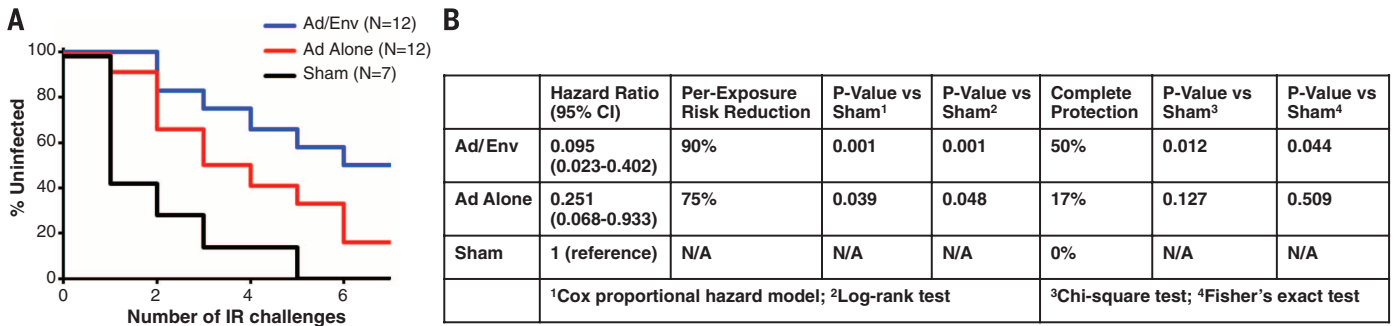 A
Ad/Env (N=12)
Ad Alone (N=12)
Sham (N=7)
100
80
60
40
20
0
% Uninfected
0 2 4 6
Number of IR challenges
B
Hazard Ratio (95% CI) Per-Exposure Risk Reduction P-Value vs Sham¹ P-Value vs Sham² Complete Protection P-Value vs Sham³ P-Value vs Sham⁴
Ad/Env 0.095 (0.023-0.402) 90% 0.001 0.001 50% 0.012 0.044
Ad Alone 0.251 (0.068-0.933) 75% 0.039 0.048 17% 0.127 0.509
Sham 1 (reference) N/A N/A N/A 0% N/A N/A
¹Cox proportional hazard model; ²Log-rank test ³Chi-square test; ⁴Fisher's exact test